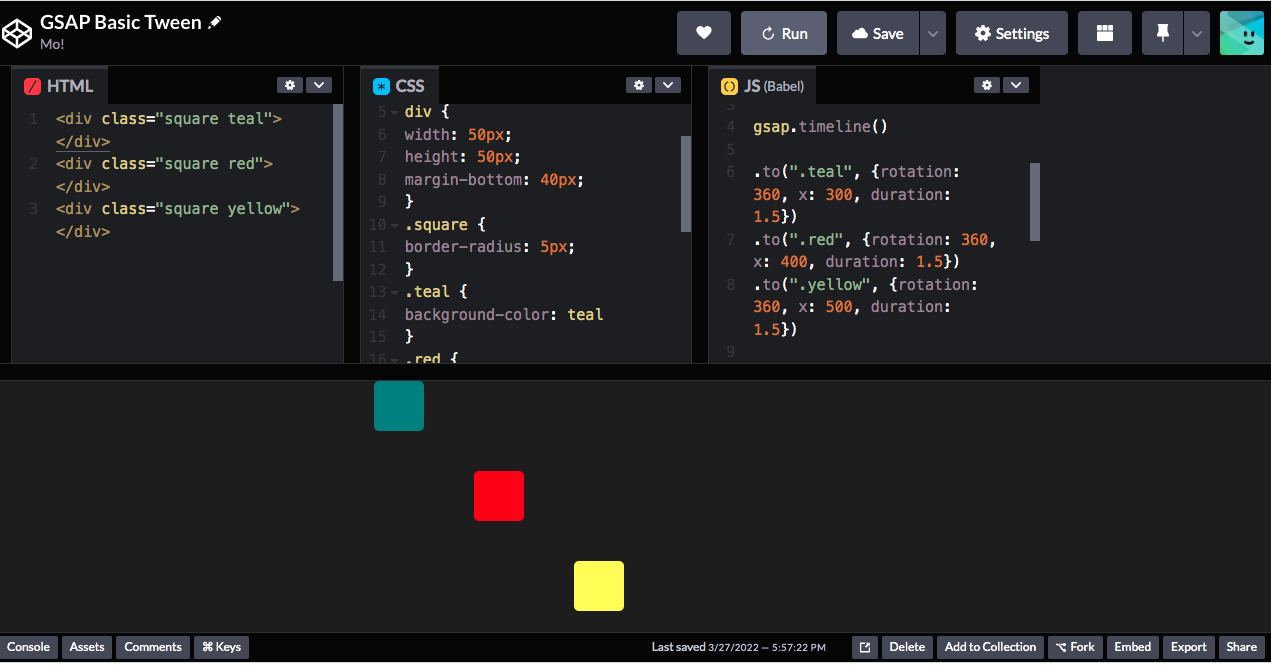 GSAP Basic Tween
Mo!
Run
Save
Settings
HTML
1 <div class="square teal">
</div>
2 <div class="square red">
</div>
3 <div class="square yellow">
</div>
CSS
5 div {
6 width: 50px;
7 height: 50px;
8 margin-bottom: 40px;
9 }
10 .square {
11 border-radius: 5px;
12 }
13 .teal {
14 background-color: teal
15 }
16 .red {
JS (Babel)
3
4 gsap.timeline()
5
6 .to(".teal", {rotation:
360, x: 300, duration:
1.5})
7 .to(".red", {rotation: 360,
x: 400, duration: 1.5})
8 .to(".yellow", {rotation:
360, x: 500, duration:
1.5})
9
Console Assets Comments ⌘ Keys Last saved 3/27/2022 — 5:57:22 PM Delete Add to Collection Fork Embed Export Share